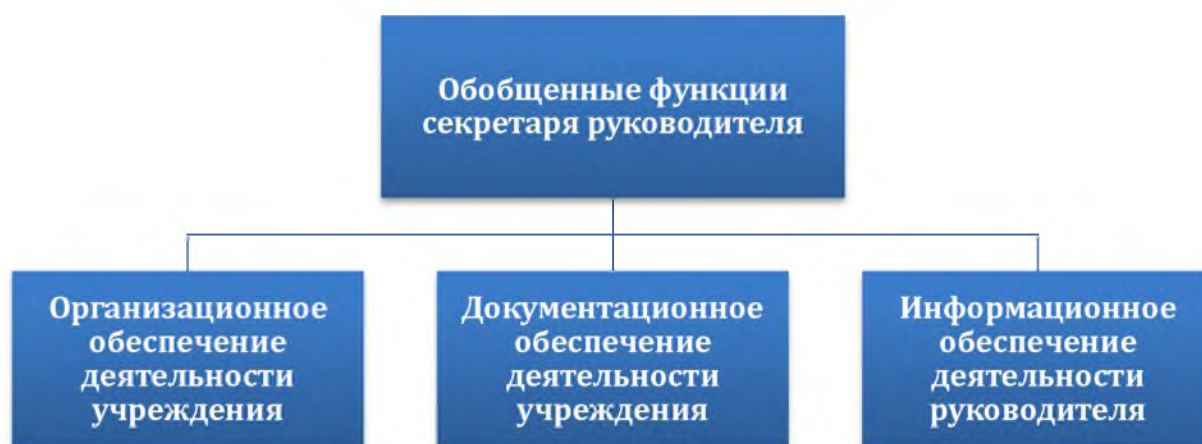 Обобщенные функции
секретаря руководителя
Организационное
обеспечение
деятельности
учреждения
Документационное
обеспечение
деятельности
учреждения
Информационное
обеспечение
деятельности
руководителя